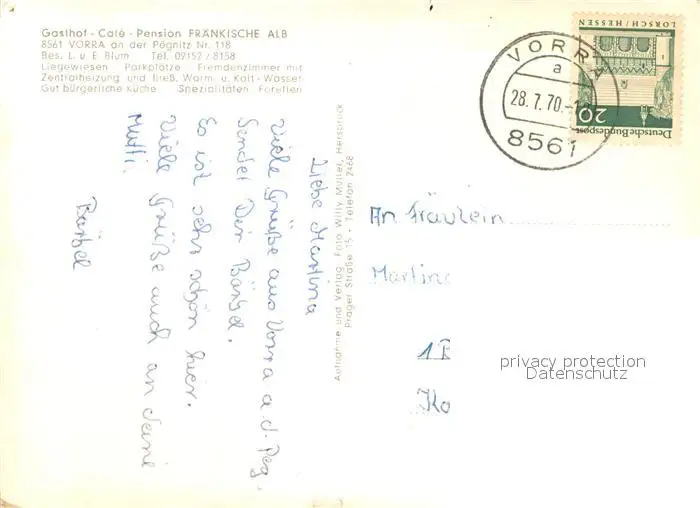 Gasthof - Café - Pension FRÄNKISCHE ALB
8561 VORRA an der Pegnitz Nr. 118
Bes. L. u. E. Blum Tel. 09152 / 8158
Liegewiesen Parkplätze Fremdenzimmer mit
Zentralheizung und fließ. Warm- u. Kalt-Wasser
Gut bürgerliche Küche Spezialitäten Forellen
Liebe Martina
Viele Grüße aus Vorra a. d. Peg.
sendet Dir Bärbel.
Es ist sehr schön hier.
Viele Grüße auch an deine
Mutti.
Bärbel
Aufnahme und Verlag: Foto Willy Müller, Hersbruck
Prager Straße 15 - Telefon 2468
VORRA
a
28.7.70.-1
8561
LORSCH / HESSEN
20
Deutsche Bundespost
An Fräulein
Martina
1
Ko
privacy protection
Datenschutz